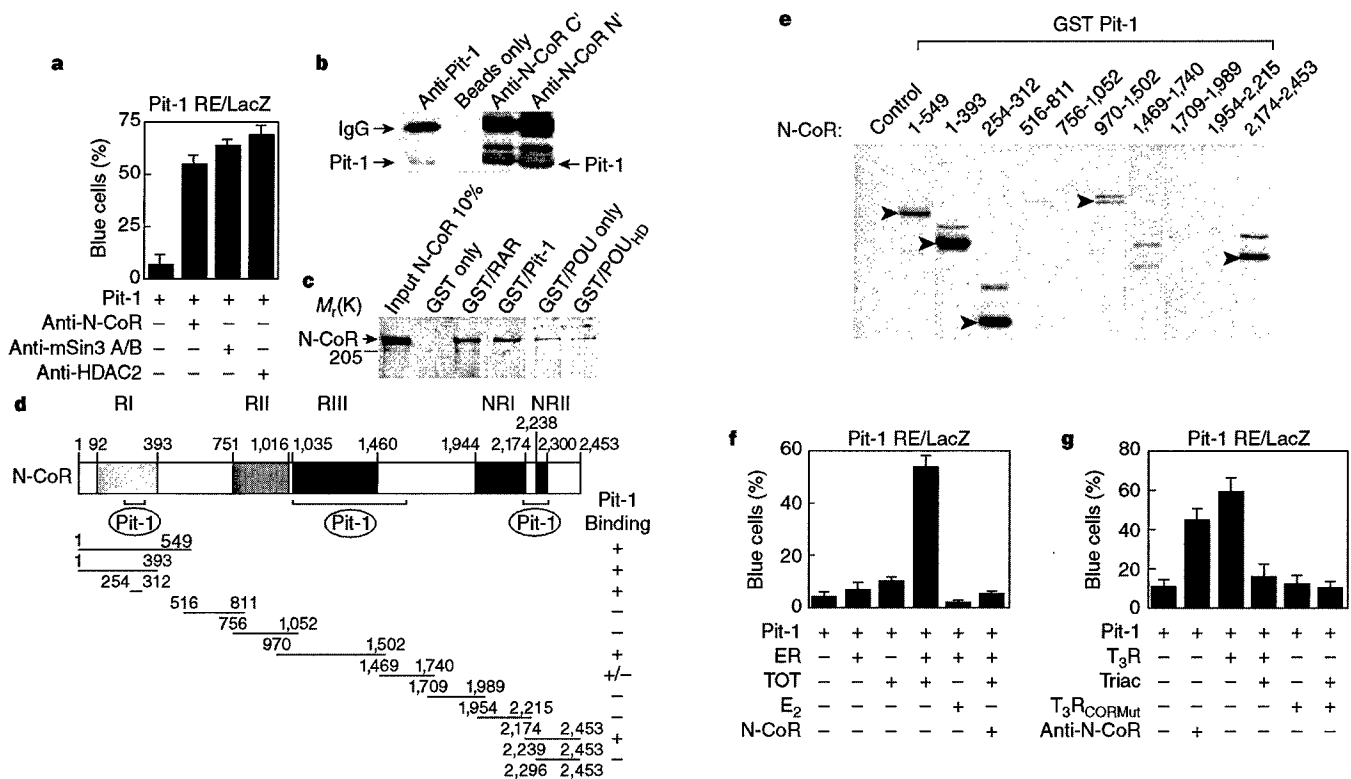 a
Pit-1 RE/LacZ
Blue cells (%)
75
50
25
0
Pit-1 + + + +
Anti-N-CoR – + – –
Anti-mSin3 A/B – – + –
Anti-HDAC2 – – – +
b
Anti-Pit-1
Beads only
Anti-N-CoR C'
Anti-N-CoR N'
IgG
Pit-1
Pit-1
c
Mr(K)
Input N-CoR 10%
GST only
GST/RAR
GST/Pit-1
GST/POU only
GST/POUHD
N-CoR
205
d
RI RII RIII NRI NRII
2,238
1 92 393 751 1,016 1,035 1,460 1,944 2,174 2,300 2,453
N-CoR
Pit-1 Pit-1 Pit-1
Pit-1
Binding
1 549 +
1 393 +
254 312 +
516 811 –
756 1,052 –
970 1,502 +
1,469 1,740 +/–
1,709 1,989 –
1,954 2,215 –
2,174 2,453 +
2,239 2,453 –
2,296 2,453
e
GST Pit-1
N-CoR:
Control
1-549
1-393
254-312
516-811
756-1,052
970-1,502
1,469-1,740
1,709-1,989
1,954-2,215
2,174-2,453
f
Pit-1 RE/LacZ
Blue cells (%)
60
40
20
0
Pit-1 + + + + + +
ER – + – + + +
TOT – – + + – +
E2 – – – – + –
N-CoR – – – – – +
g
Pit-1 RE/LacZ
Blue cells (%)
80
60
40
20
0
Pit-1 + + + + + +
T3R – – + + – –
Triac – – – + – +
T3RCORMut – – – – + +
Anti-N-CoR – + – – – –